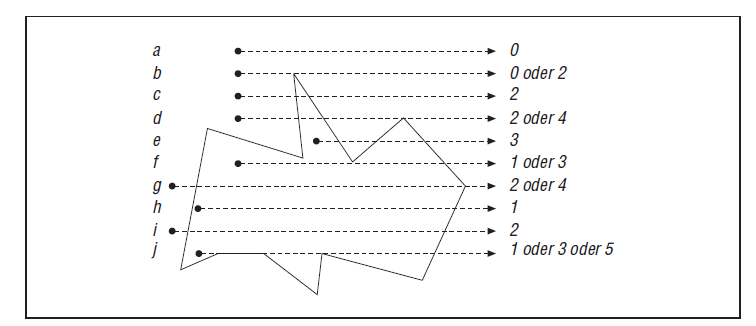 a 0
b 0 oder 2
c 2
d 2 oder 4
e 3
f 1 oder 3
g 2 oder 4
h 1
i 2
j 1 oder 3 oder 5